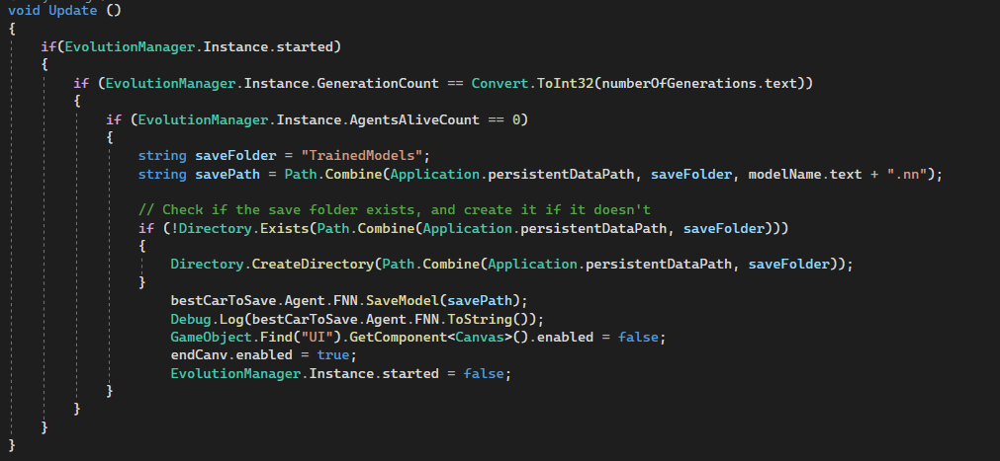 void Update ()
{
    if(EvolutionManager.Instance.started)
    {
        if (EvolutionManager.Instance.GenerationCount == Convert.ToInt32(numberOfGenerations.text))
        {
            if (EvolutionManager.Instance.AgentsAliveCount == 0)
            {
                string saveFolder = "TrainedModels";
                string savePath = Path.Combine(Application.persistentDataPath, saveFolder, modelName.text + ".nn");

                // Check if the save folder exists, and create it if it doesn't
                if (!Directory.Exists(Path.Combine(Application.persistentDataPath, saveFolder)))
                {
                    Directory.CreateDirectory(Path.Combine(Application.persistentDataPath, saveFolder));
                }
                    bestCarToSave.Agent.FNN.SaveModel(savePath);
                    Debug.Log(bestCarToSave.Agent.FNN.ToString());
                    GameObject.Find("UI").GetComponent<Canvas>().enabled = false;
                    endCanv.enabled = true;
                    EvolutionManager.Instance.started = false;
            }
        }
    }
}